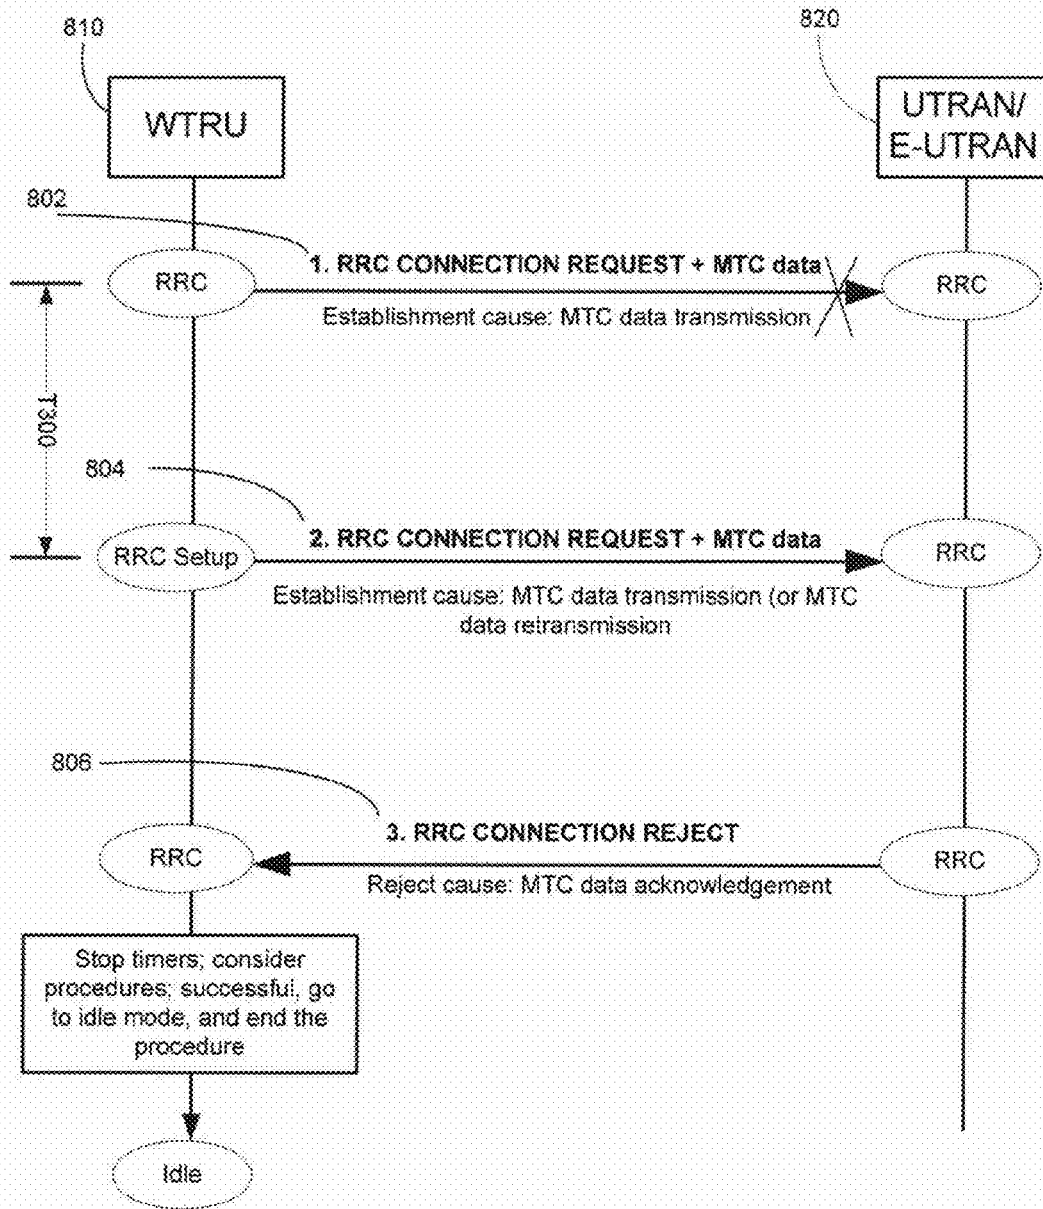 810
820
WTRU
UTRAN/
E-UTRAN
802
1. RRC CONNECTION REQUEST + MTC data
RRC
RRC
Establishment cause: MTC data transmission
T300
804
2. RRC CONNECTION REQUEST + MTC data
RRC Setup
RRC
Establishment cause: MTC data transmission (or MTC
data retransmission
806
3. RRC CONNECTION REJECT
RRC
RRC
Reject cause: MTC data acknowledgement
Stop timers; consider
procedures; successful, go
to idle mode, and end the
procedure
Idle